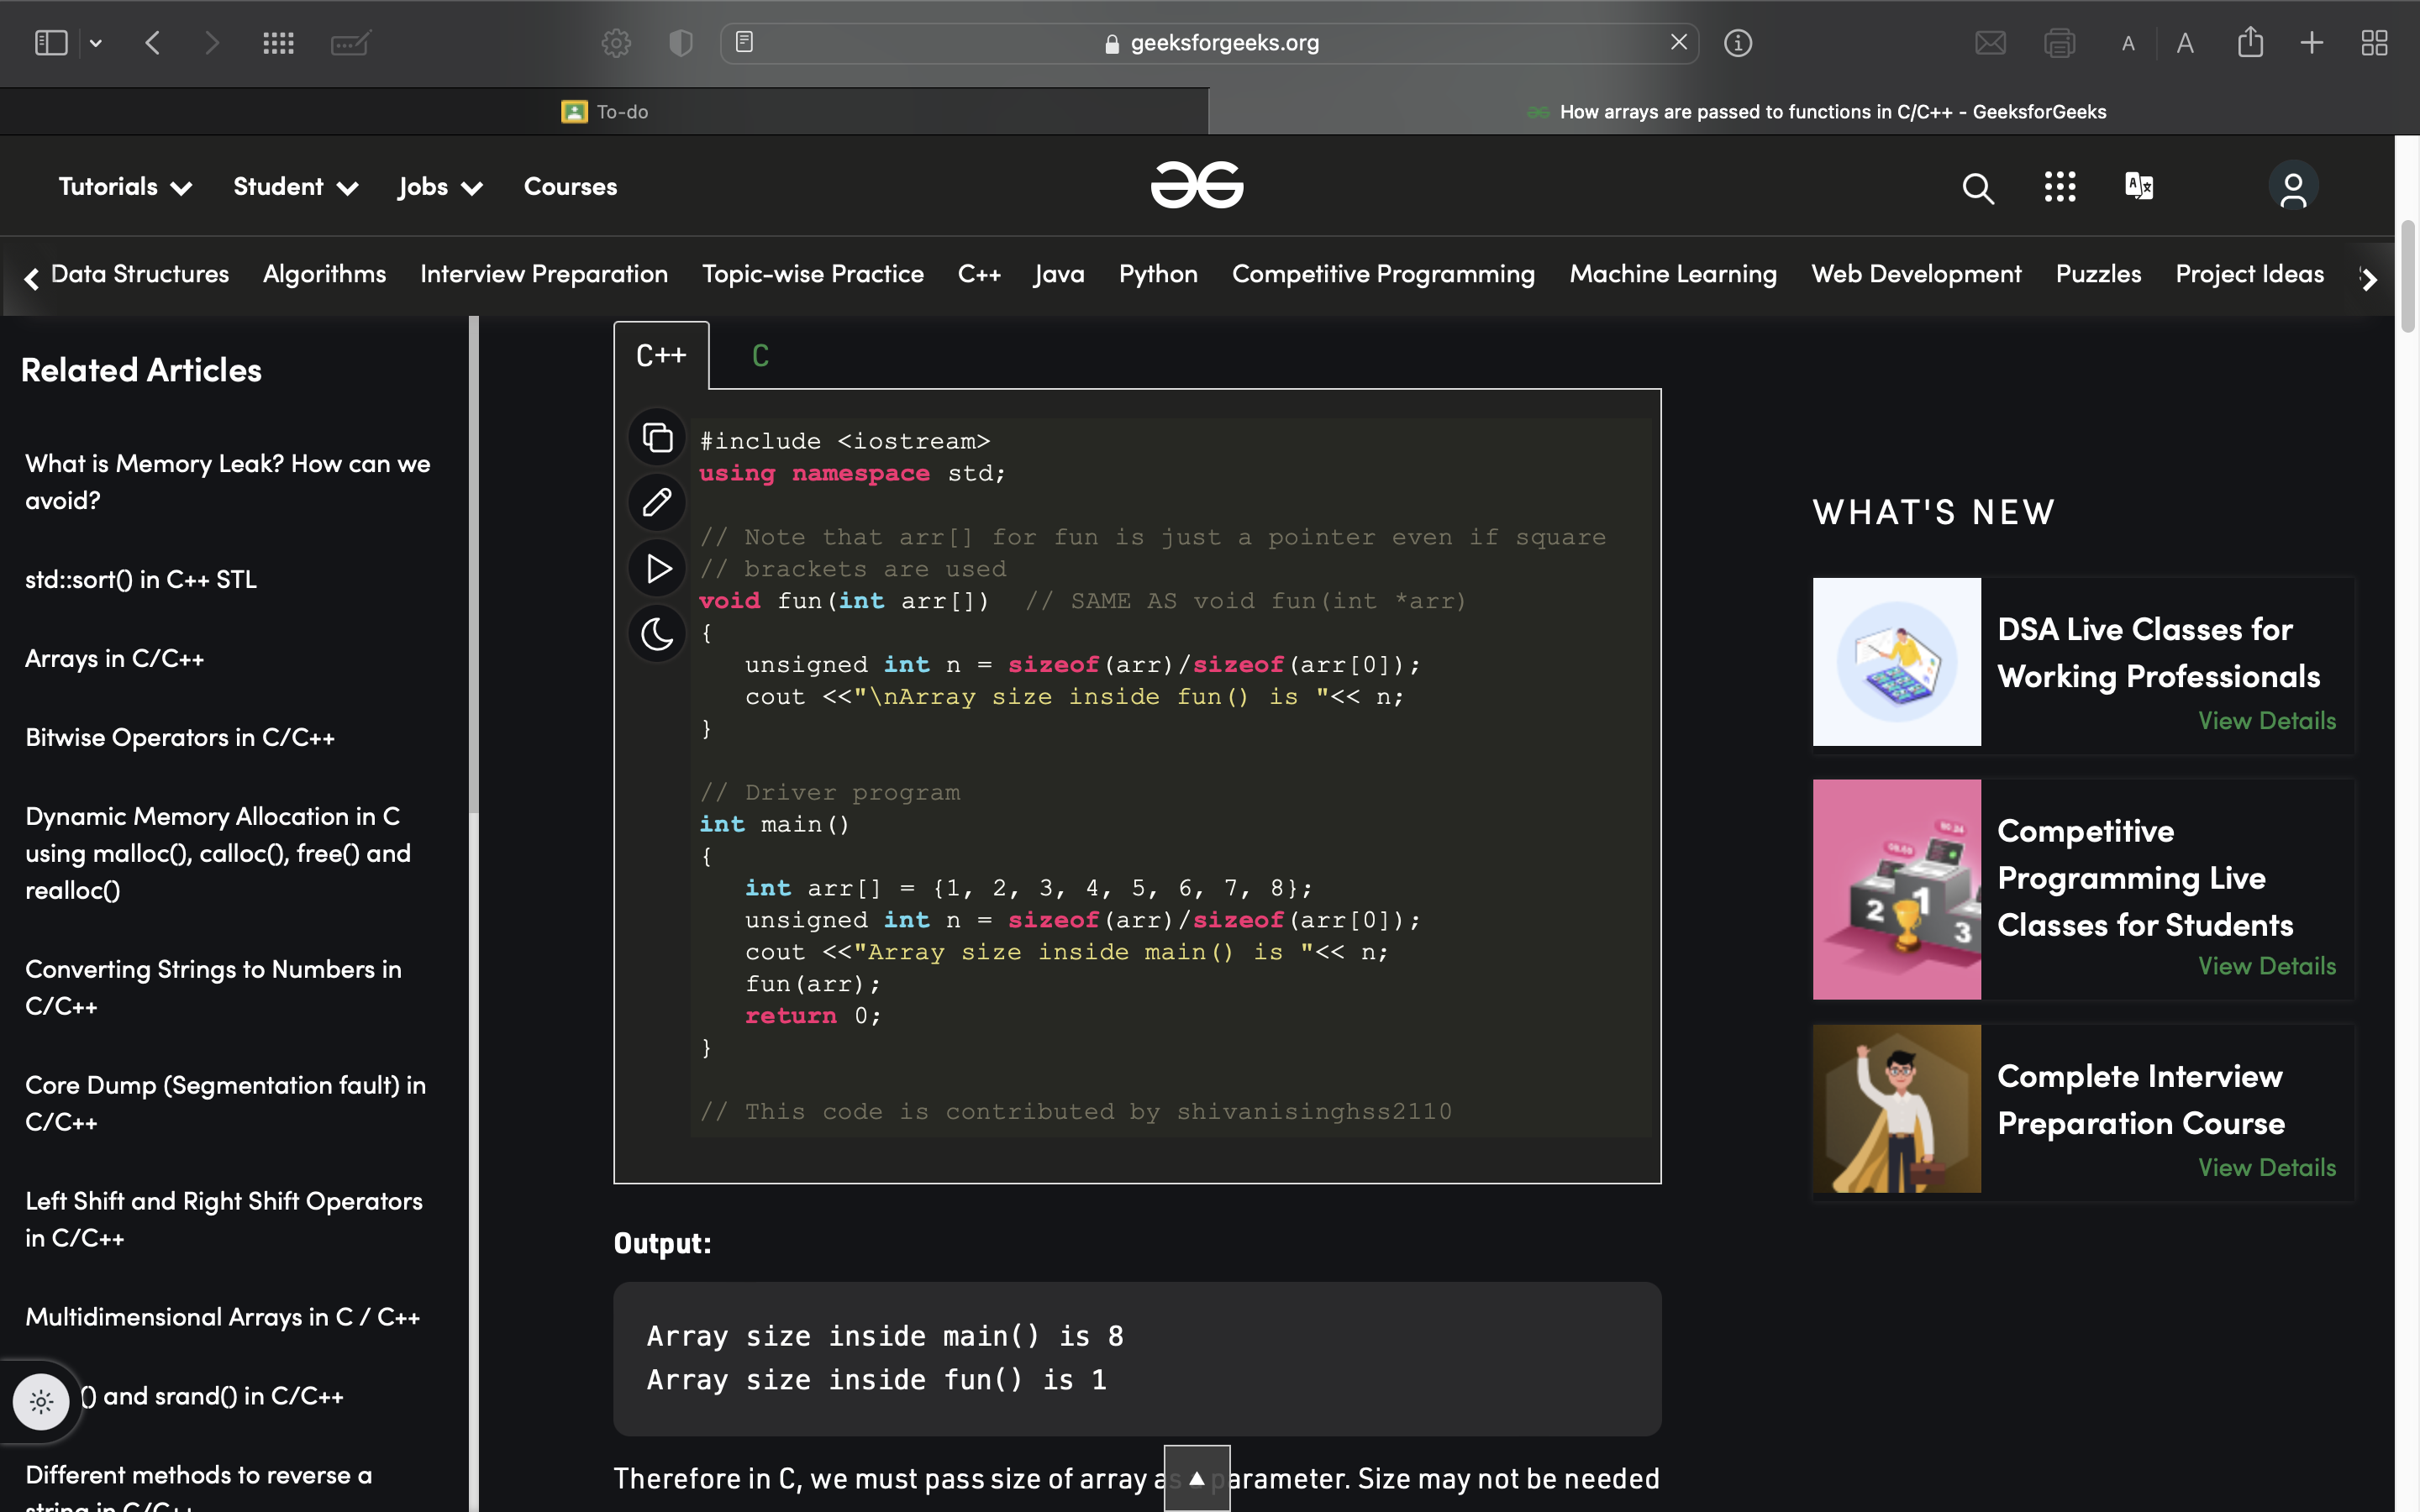 geeksforgeeks.org
A A
To-do
How arrays are passed to functions in C/C++ - GeeksforGeeks
Tutorials Student Jobs Courses
Data Structures Algorithms Interview Preparation Topic-wise Practice C++ Java Python Competitive Programming Machine Learning Web Development Puzzles Project Ideas
Related Articles
What is Memory Leak? How can we
avoid?
std::sort() in C++ STL
Arrays in C/C++
Bitwise Operators in C/C++
Dynamic Memory Allocation in C
using malloc(), calloc(), free() and
realloc()
Converting Strings to Numbers in
C/C++
Core Dump (Segmentation fault) in
C/C++
Left Shift and Right Shift Operators
in C/C++
Multidimensional Arrays in C / C++
() and srand() in C/C++
Different methods to reverse a
string in C/C++
C++ C
#include <iostream>
using namespace std;
// Note that arr[] for fun is just a pointer even if square
// brackets are used
void fun(int arr[])  // SAME AS void fun(int *arr)
{
   unsigned int n = sizeof(arr)/sizeof(arr[0]);
   cout <<"\nArray size inside fun() is "<< n;
}
// Driver program
int main()
{
   int arr[] = {1, 2, 3, 4, 5, 6, 7, 8};
   unsigned int n = sizeof(arr)/sizeof(arr[0]);
   cout <<"Array size inside main() is "<< n;
   fun(arr);
   return 0;
}
// This code is contributed by shivanisinghss2110
Output:
Array size inside main() is 8
Array size inside fun() is 1
Therefore in C, we must pass size of array as parameter. Size may not be needed
WHAT'S NEW
DSA Live Classes for
Working Professionals
View Details
2 1 3
Competitive
Programming Live
Classes for Students
View Details
Complete Interview
Preparation Course
View Details